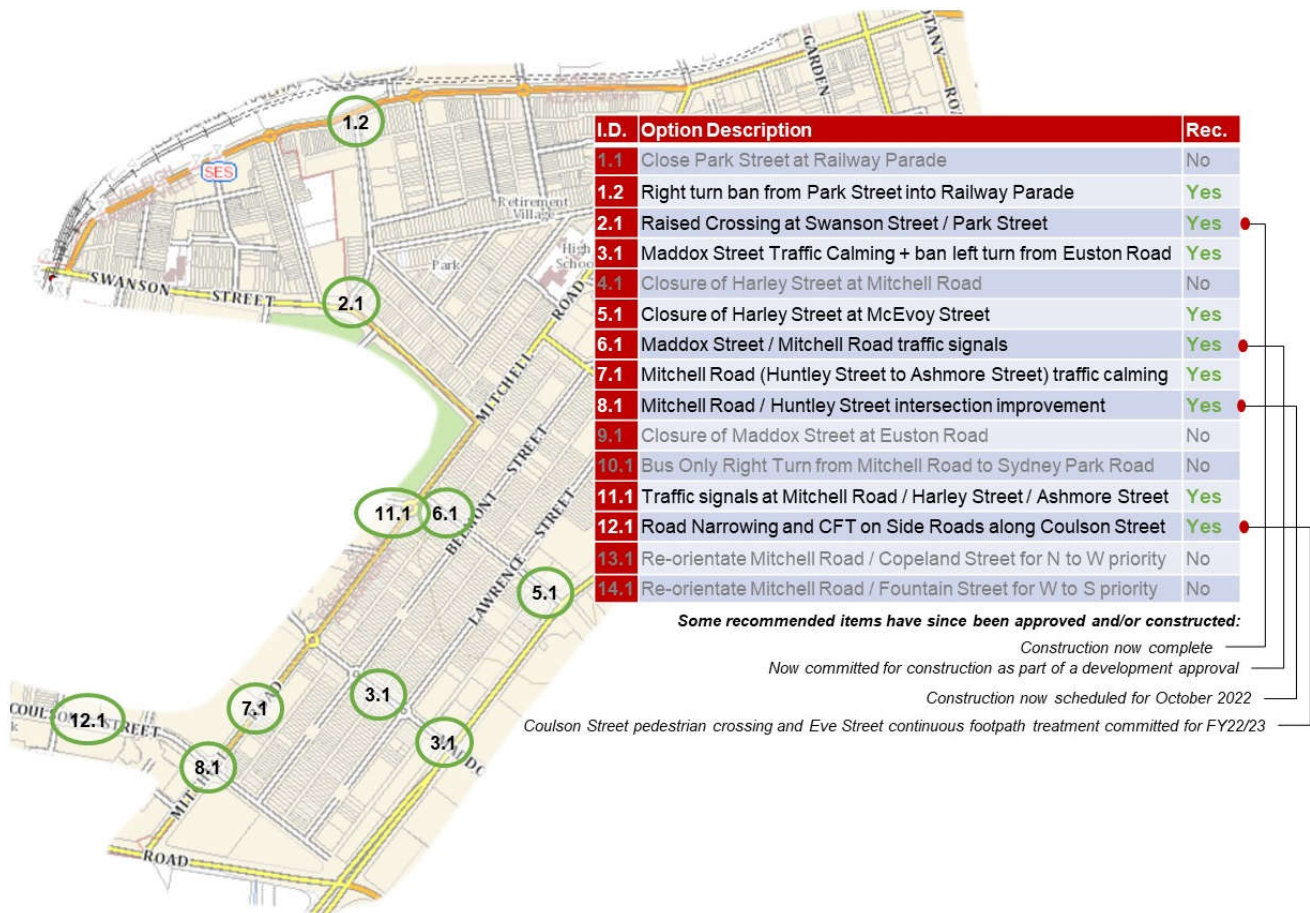 GARDEN
1.2
SES
Retirement
Village
High
Park
SWANSON STREET
2.1
MITCHELL ROAD
11.1
6.1
BELMONT STREET
LAWRENCE STREET
5.1
3.1
7.1
12.1
COULSON STREET
8.1
3.1
ROAD
I.D. Option Description Rec.
1.1 Close Park Street at Railway Parade No
1.2 Right turn ban from Park Street into Railway Parade Yes
2.1 Raised Crossing at Swanson Street / Park Street Yes
3.1 Maddox Street Traffic Calming + ban left turn from Euston Road Yes
4.1 Closure of Harley Street at Mitchell Road No
5.1 Closure of Harley Street at McEvoy Street Yes
6.1 Maddox Street / Mitchell Road traffic signals Yes
7.1 Mitchell Road (Huntley Street to Ashmore Street) traffic calming Yes
8.1 Mitchell Road / Huntley Street intersection improvement Yes
9.1 Closure of Maddox Street at Euston Road No
10.1 Bus Only Right Turn from Mitchell Road to Sydney Park Road No
11.1 Traffic signals at Mitchell Road / Harley Street / Ashmore Street Yes
12.1 Road Narrowing and CFT on Side Roads along Coulson Street Yes
13.1 Re-orientate Mitchell Road / Copeland Street for N to W priority No
14.1 Re-orientate Mitchell Road / Fountain Street for W to S priority No
Some recommended items have since been approved and/or constructed:
Construction now complete
Now committed for construction as part of a development approval
Construction now scheduled for October 2022
Coulson Street pedestrian crossing and Eve Street continuous footpath treatment committed for FY22/23